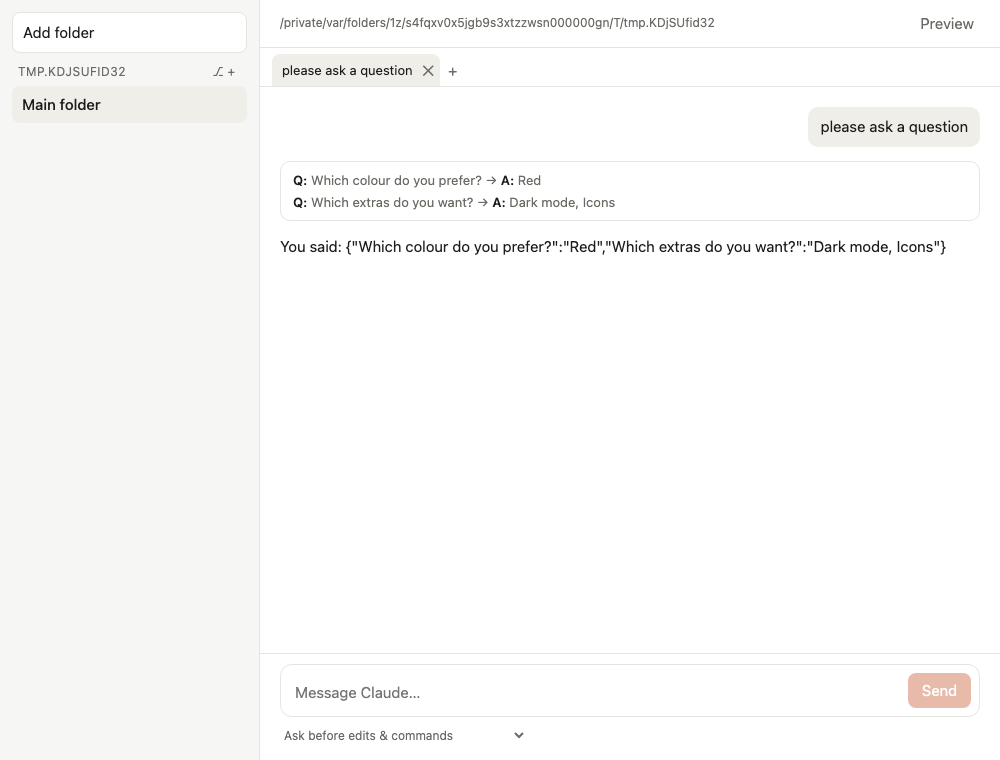 Add folder
TMP.KDJSUFID32
Main folder
/private/var/folders/1z/s4fqxv0x5jgb9s3xtzzwsn000000gn/T/tmp.KDjSUfid32
Preview
please ask a question
+
please ask a question
Q: Which colour do you prefer? → A: Red
Q: Which extras do you want? → A: Dark mode, Icons
You said: {"Which colour do you prefer?":"Red","Which extras do you want?":"Dark mode, Icons"}
Message Claude...
Send
Ask before edits & commands